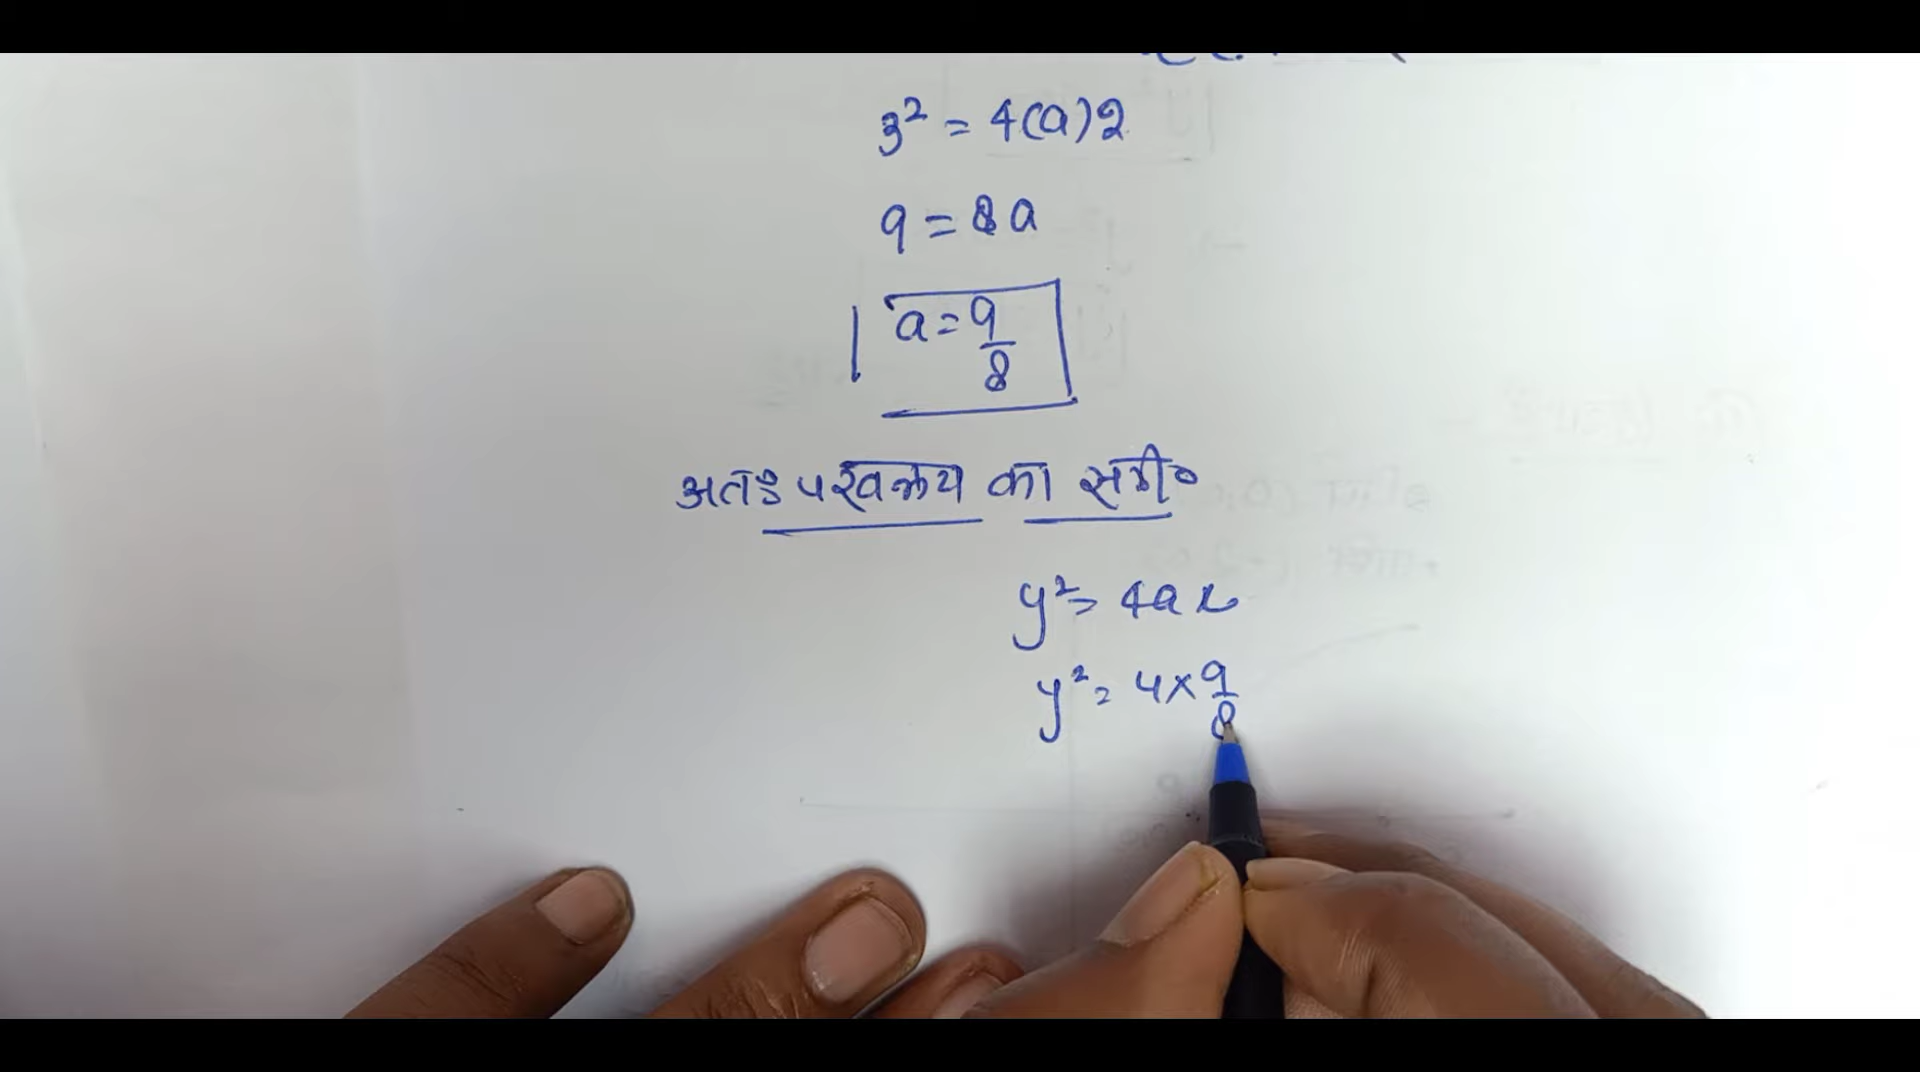 3² = 4(a)2
9 = 8a
a = 9/8
अतः परवलय का समी०
y² = 4ax
y² = 4 × 9/8